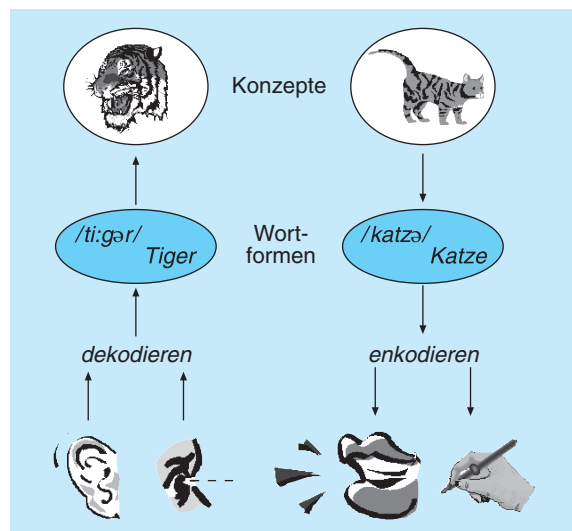 Konzepte
/ti:gər/
Tiger
Wort-
formen
/katzə/
Katze
dekodieren
enkodieren